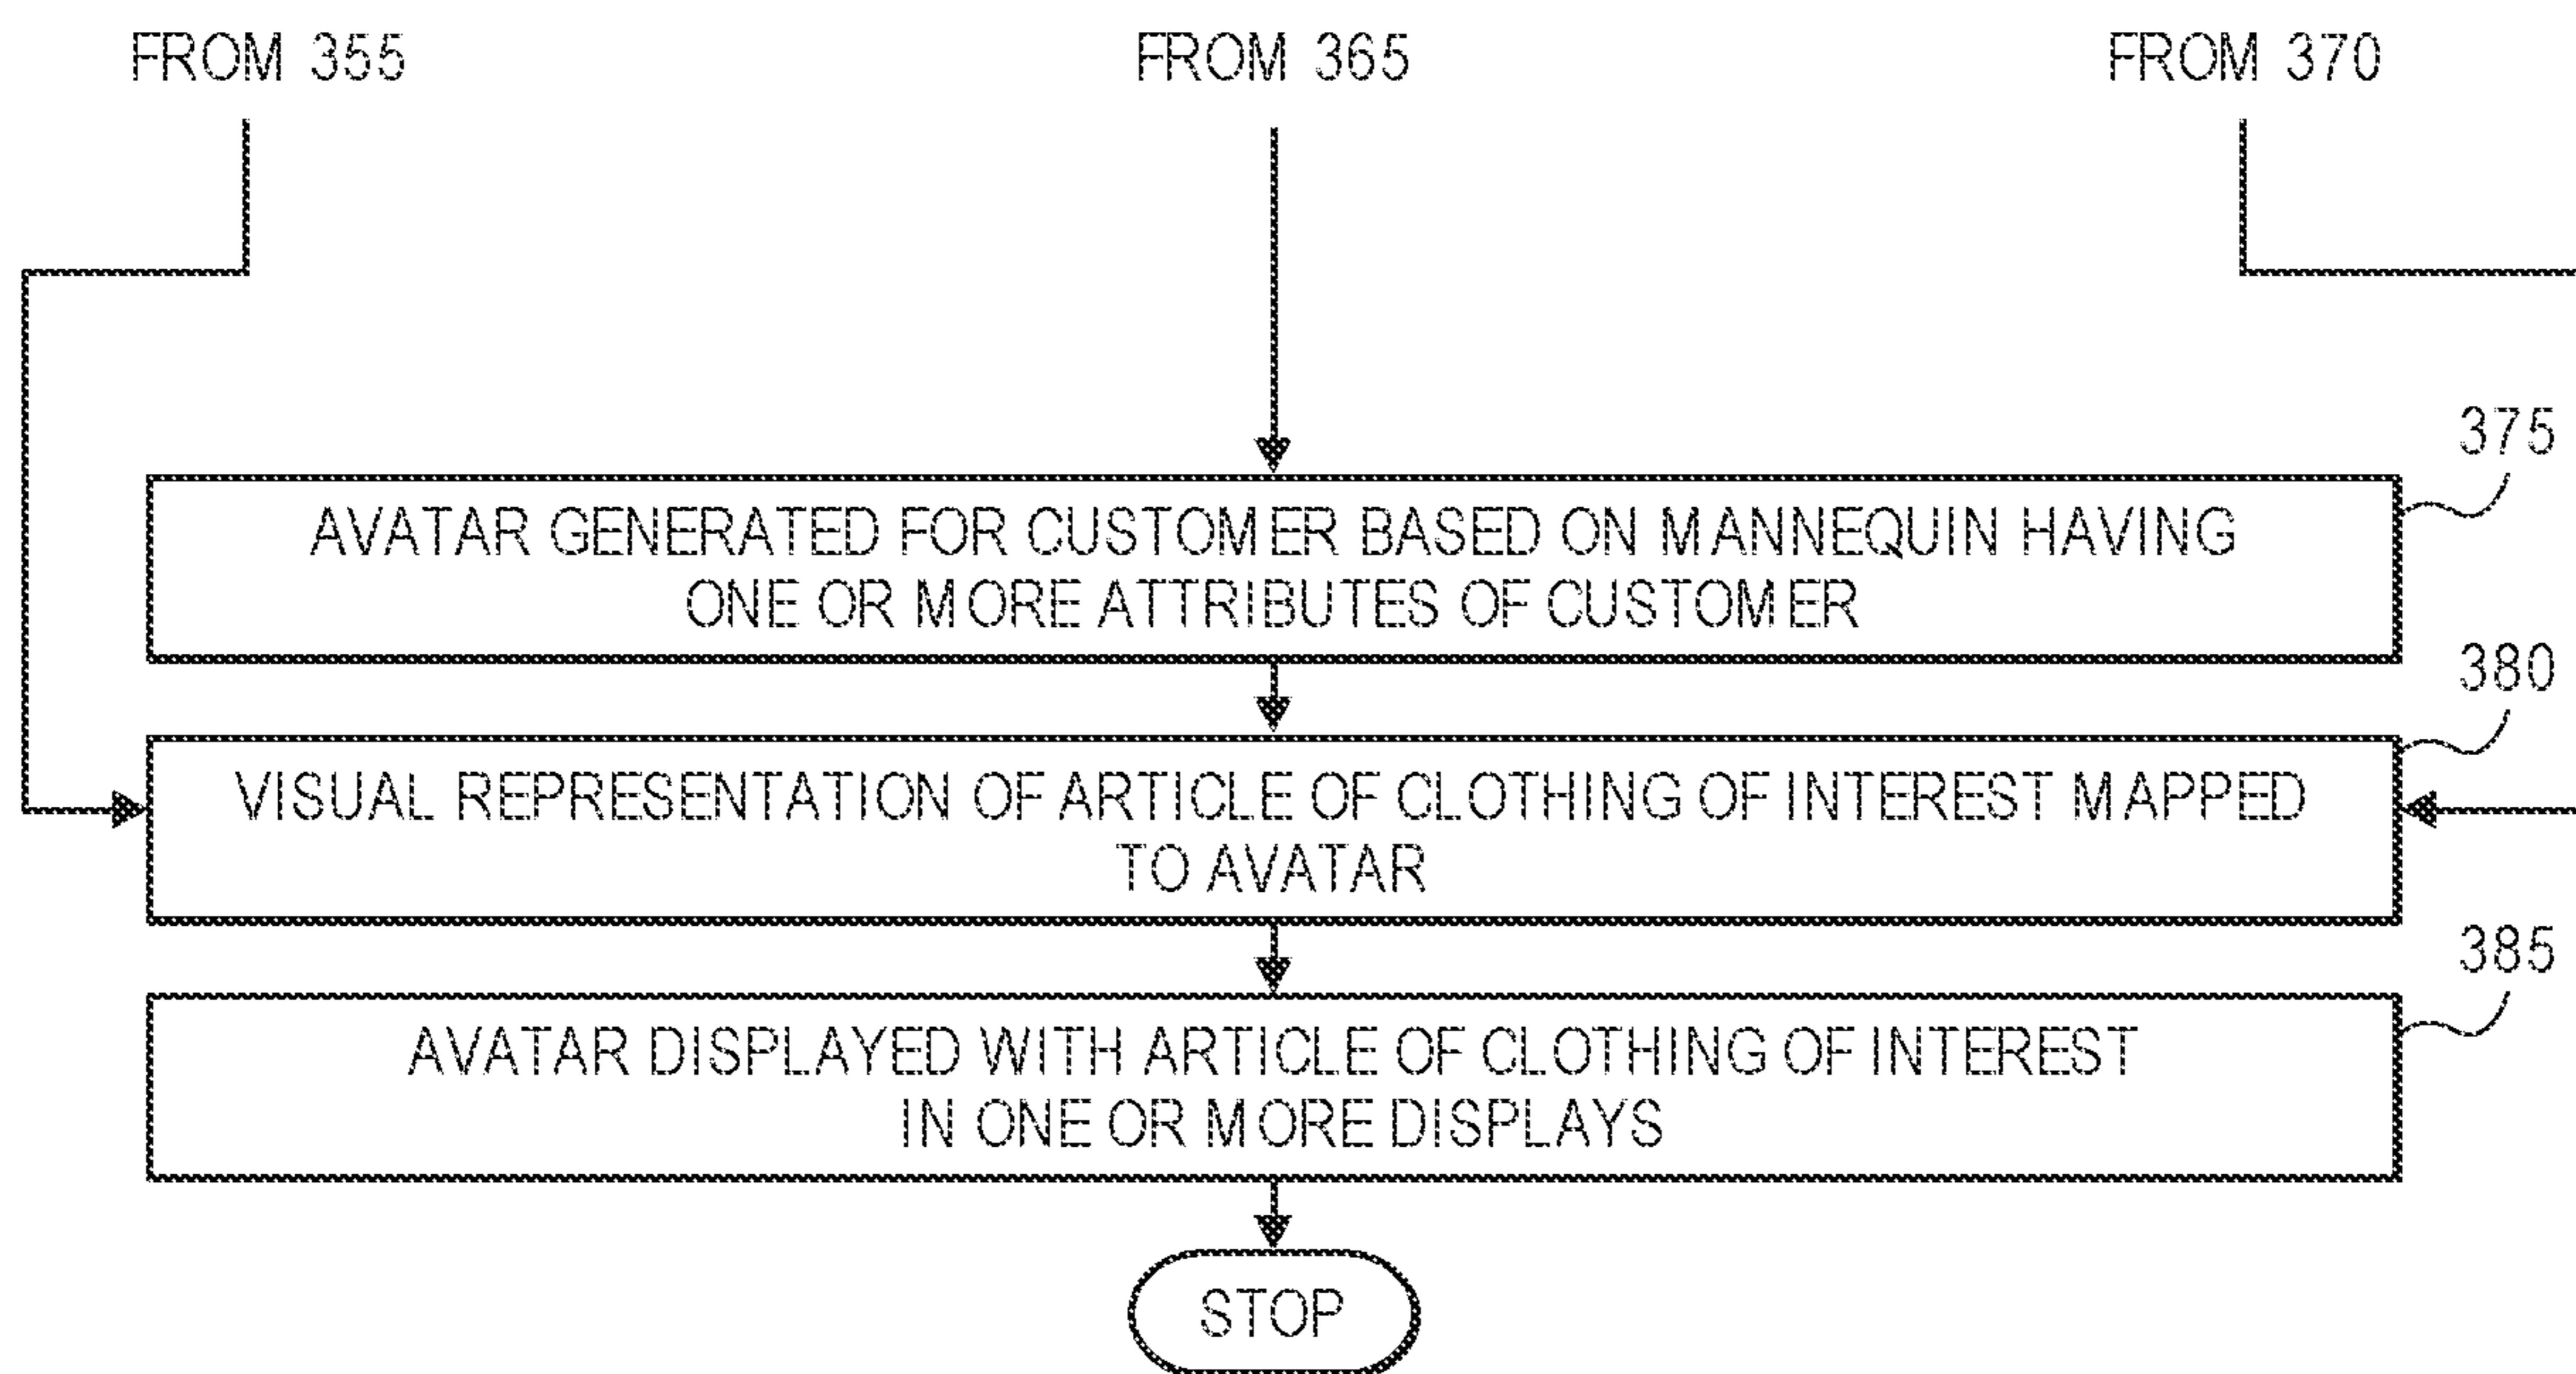 FROM 355
FROM 365
FROM 370
375
AVATAR GENERATED FOR CUSTOMER BASED ON MANNEQUIN HAVING
ONE OR MORE ATTRIBUTES OF CUSTOMER
380
VISUAL REPRESENTATION OF ARTICLE OF CLOTHING OF INTEREST MAPPED
TO AVATAR
385
AVATAR DISPLAYED WITH ARTICLE OF CLOTHING OF INTEREST
IN ONE OR MORE DISPLAYS
STOP